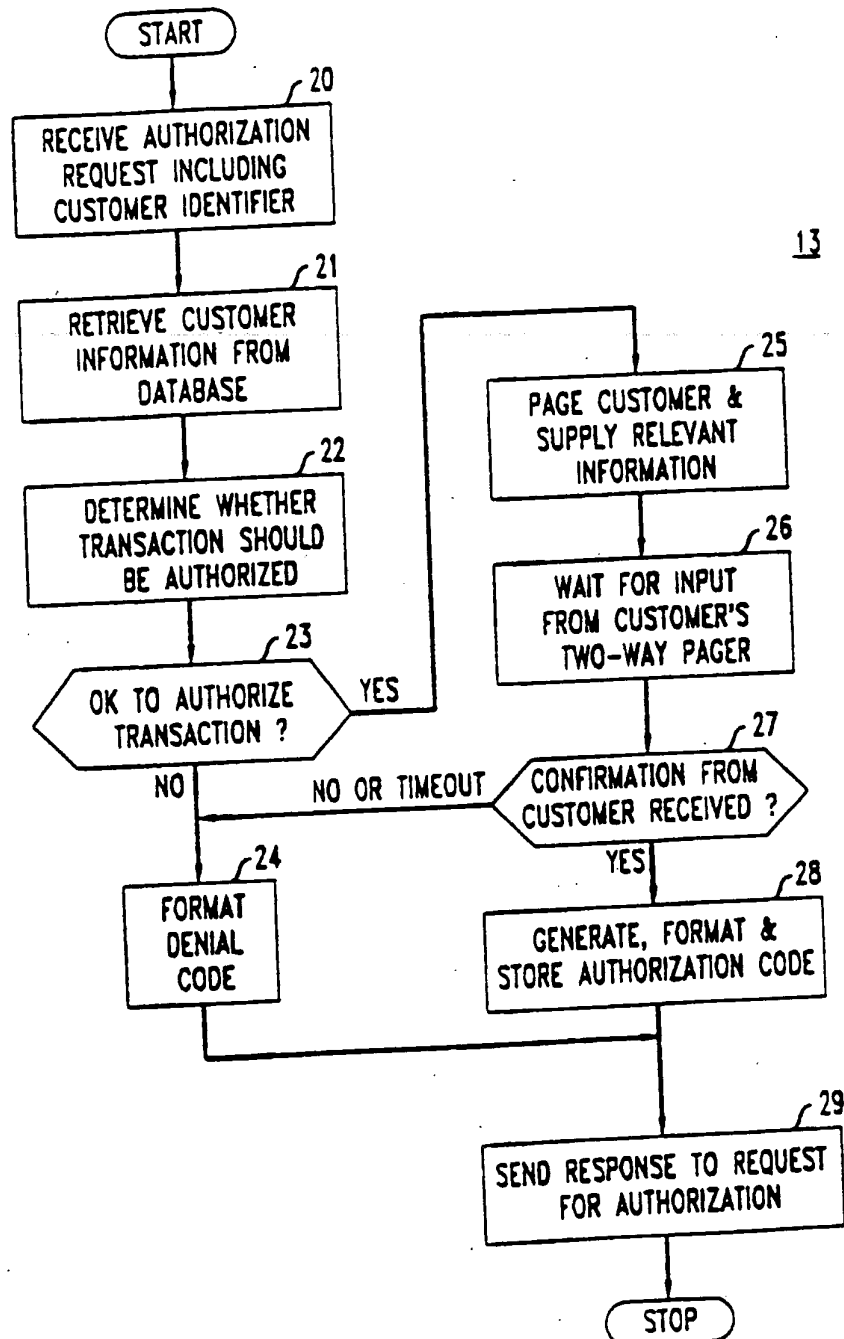 START
20
RECEIVE AUTHORIZATION
REQUEST INCLUDING
CUSTOMER IDENTIFIER
13
21
RETRIEVE CUSTOMER
INFORMATION FROM
DATABASE
22
DETERMINE WHETHER
TRANSACTION SHOULD
BE AUTHORIZED
23
OK TO AUTHORIZE
TRANSACTION ?
YES
NO
24
FORMAT
DENIAL
CODE
25
PAGE CUSTOMER &
SUPPLY RELEVANT
INFORMATION
26
WAIT FOR INPUT
FROM CUSTOMER'S
TWO-WAY PAGER
27
CONFIRMATION FROM
CUSTOMER RECEIVED ?
NO OR TIMEOUT
YES
28
GENERATE, FORMAT &
STORE AUTHORIZATION CODE
29
SEND RESPONSE TO REQUEST
FOR AUTHORIZATION
STOP